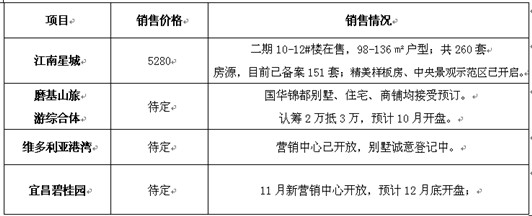 项目 销售价格 销售情况
二期 10-12#楼在售，98-136 ㎡户型；共 260 套
江南星城 5280
房源，目前已备案 151 套；精美样板房、中央景观示范区已开启。
磨基山旅 国华锦都别墅、住宅、商铺均接受预订。
待定
游综合体 认筹 2 万抵 3 万，预计 10 月开盘。
维多利亚港湾 待定 营销中心已开放，别墅诚意登记中。
宜昌碧桂园 待定 11 月新营销中心开放，预计 12 月底开盘；